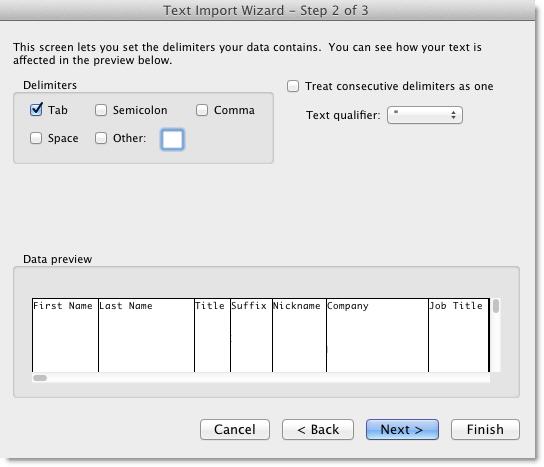 Text Import Wizard – Step 2 of 3
This screen lets you set the delimiters your data contains.  You can see how your text is
affected in the preview below.
Delimiters
Tab Semicolon Comma
Space Other:
Treat consecutive delimiters as one
Text qualifier: "
Data preview
First Name Last Name Title Suffix Nickname Company Job Title
Cancel < Back Next > Finish